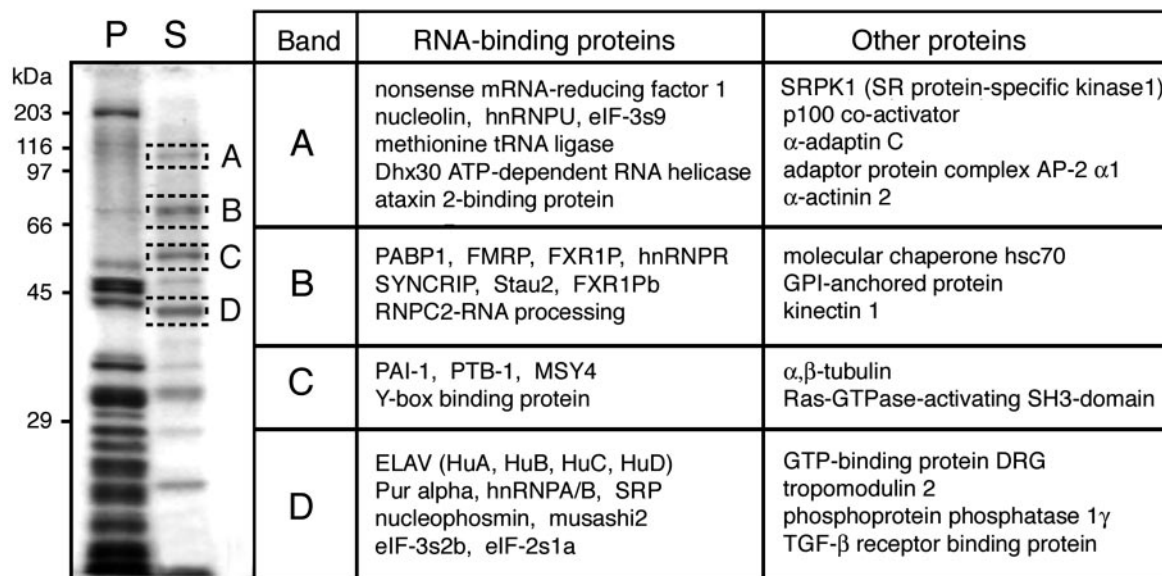 P S
kDa
203
116
97
66
45
29
A
B
C
D
Band RNA-binding proteins Other proteins
A
nonsense mRNA-reducing factor 1
nucleolin, hnRNPU, eIF-3s9
methionine tRNA ligase
Dhx30 ATP-dependent RNA helicase
ataxin 2-binding protein
SRPK1 (SR protein-specific kinase1)
p100 co-activator
α-adaptin C
adaptor protein complex AP-2 α1
α-actinin 2
B
PABP1, FMRP, FXR1P, hnRNPR
SYNCRIP, Stau2, FXR1Pb
RNPC2-RNA processing
molecular chaperone hsc70
GPI-anchored protein
kinectin 1
C
PAI-1, PTB-1, MSY4
Y-box binding protein
α,β-tubulin
Ras-GTPase-activating SH3-domain
D
ELAV (HuA, HuB, HuC, HuD)
Pur alpha, hnRNPA/B, SRP
nucleophosmin, musashi2
eIF-3s2b, eIF-2s1a
GTP-binding protein DRG
tropomodulin 2
phosphoprotein phosphatase 1γ
TGF-β receptor binding protein